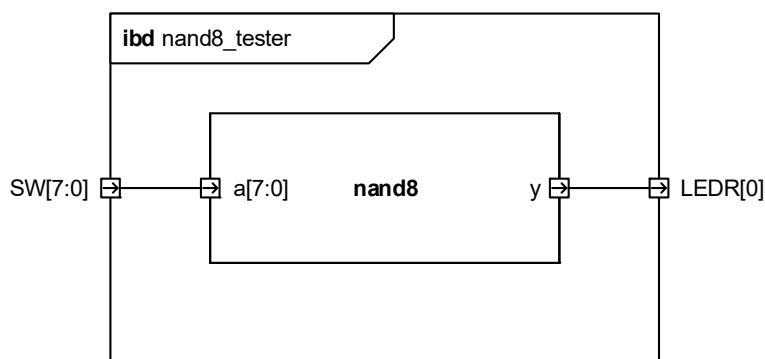 ibd nand8_tester
SW[7:0]
a[7:0]
nand8
y
LEDR[0]